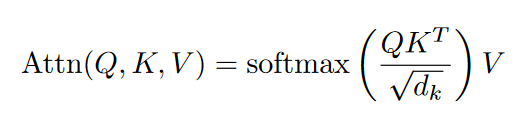 Attn(Q, K, V) = softmax(QK^T / √d_k) V